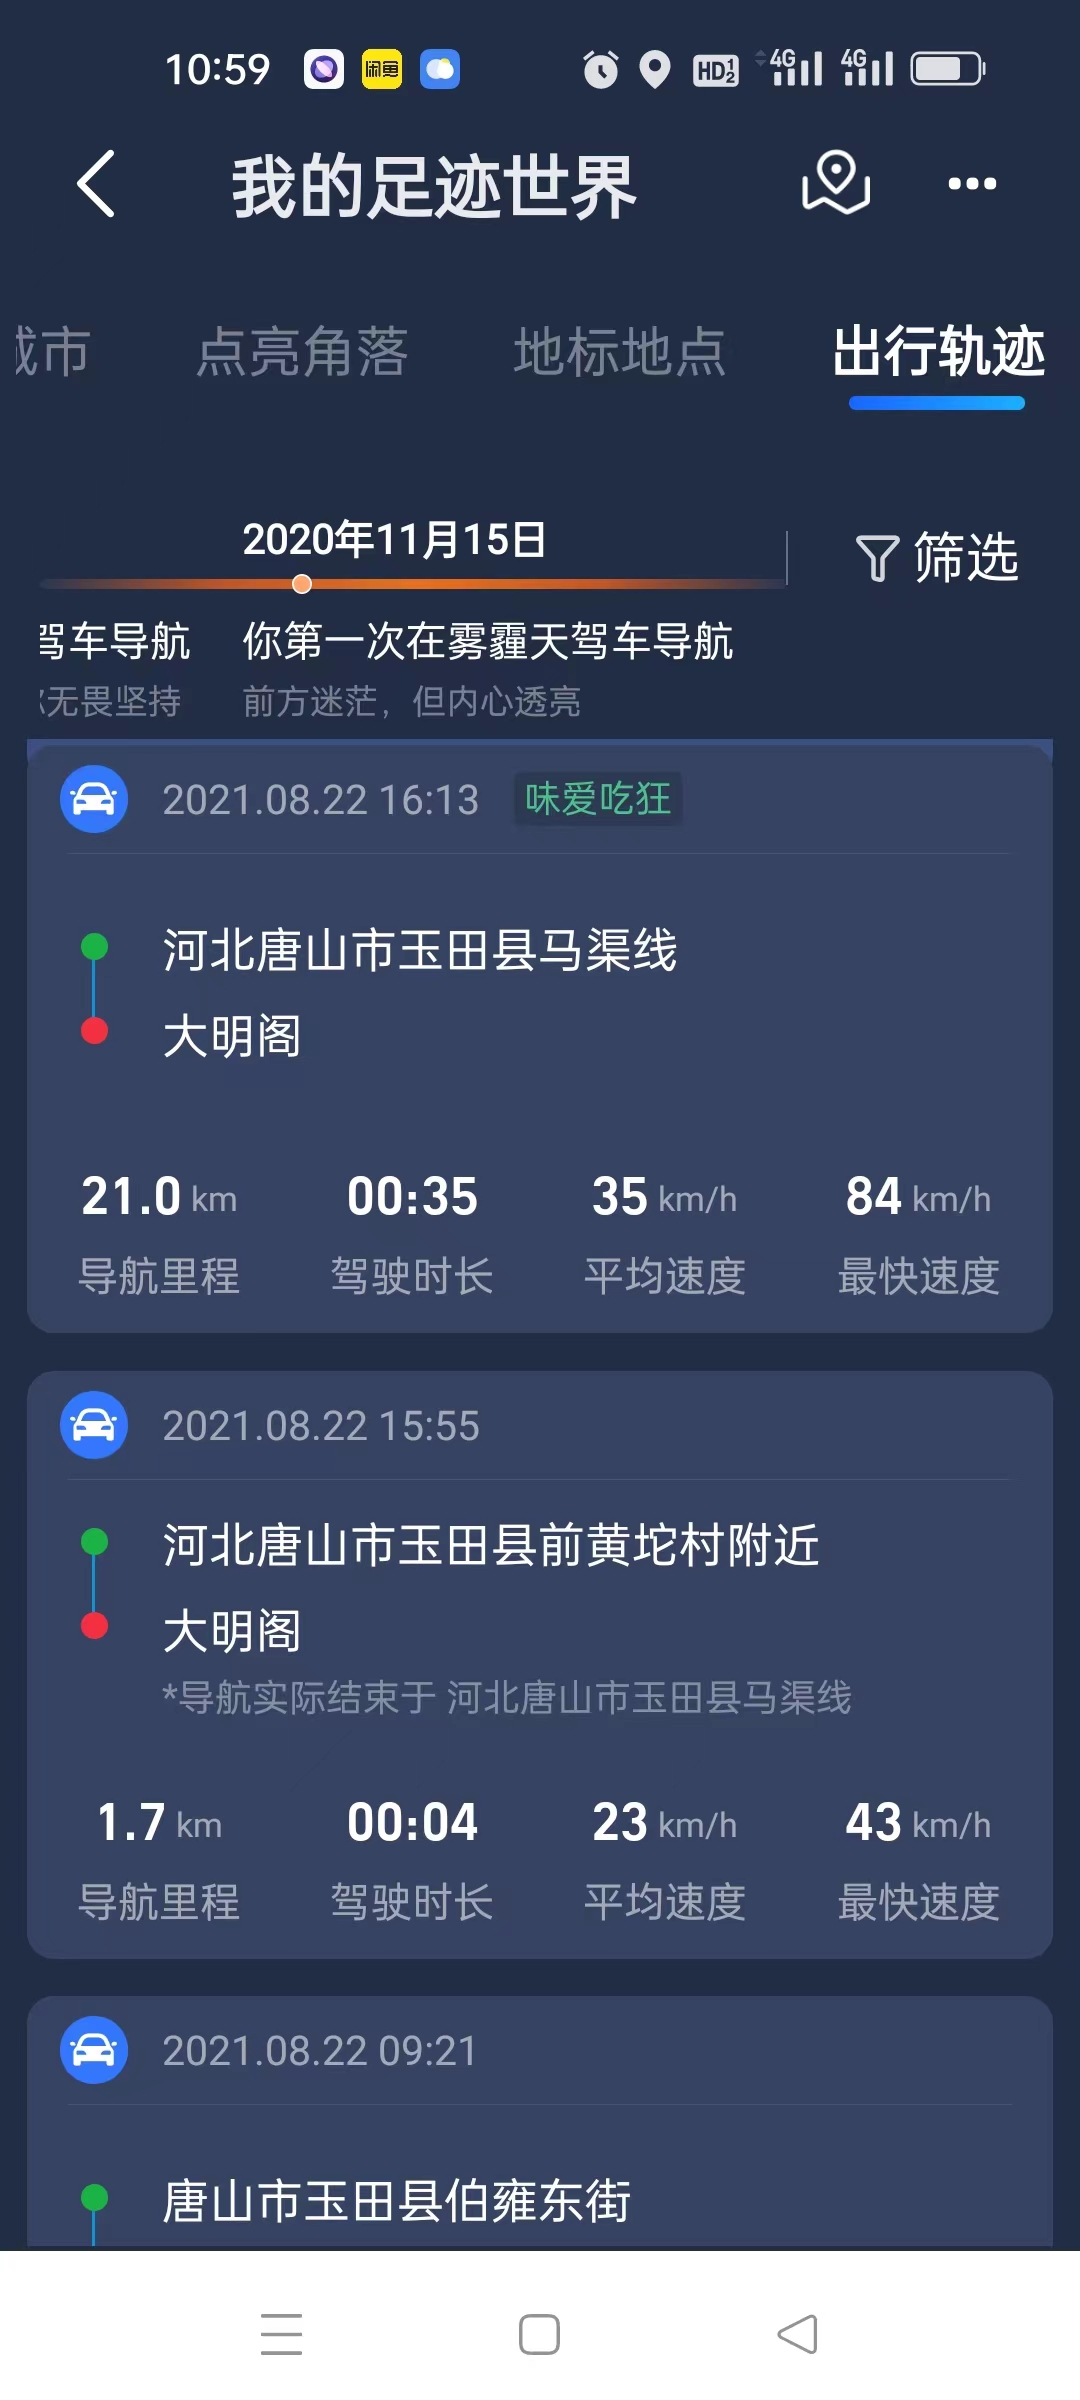 10:59 闲鱼 HD 1 2 4G 4G
我的足迹世界
城市 点亮角落 地标地点 出行轨迹
2020年11月15日 筛选
驾车导航 你第一次在雾霾天驾车导航
无畏坚持 前方迷茫，但内心透亮
2021.08.22 16:13 味爱吃狂
河北唐山市玉田县马渠线
大明阁
21.0 km 00:35 35 km/h 84 km/h
导航里程 驾驶时长 平均速度 最快速度
2021.08.22 15:55
河北唐山市玉田县前黄坨村附近
大明阁
*导航实际结束于 河北唐山市玉田县马渠线
1.7 km 00:04 23 km/h 43 km/h
导航里程 驾驶时长 平均速度 最快速度
2021.08.22 09:21
唐山市玉田县伯雍东街